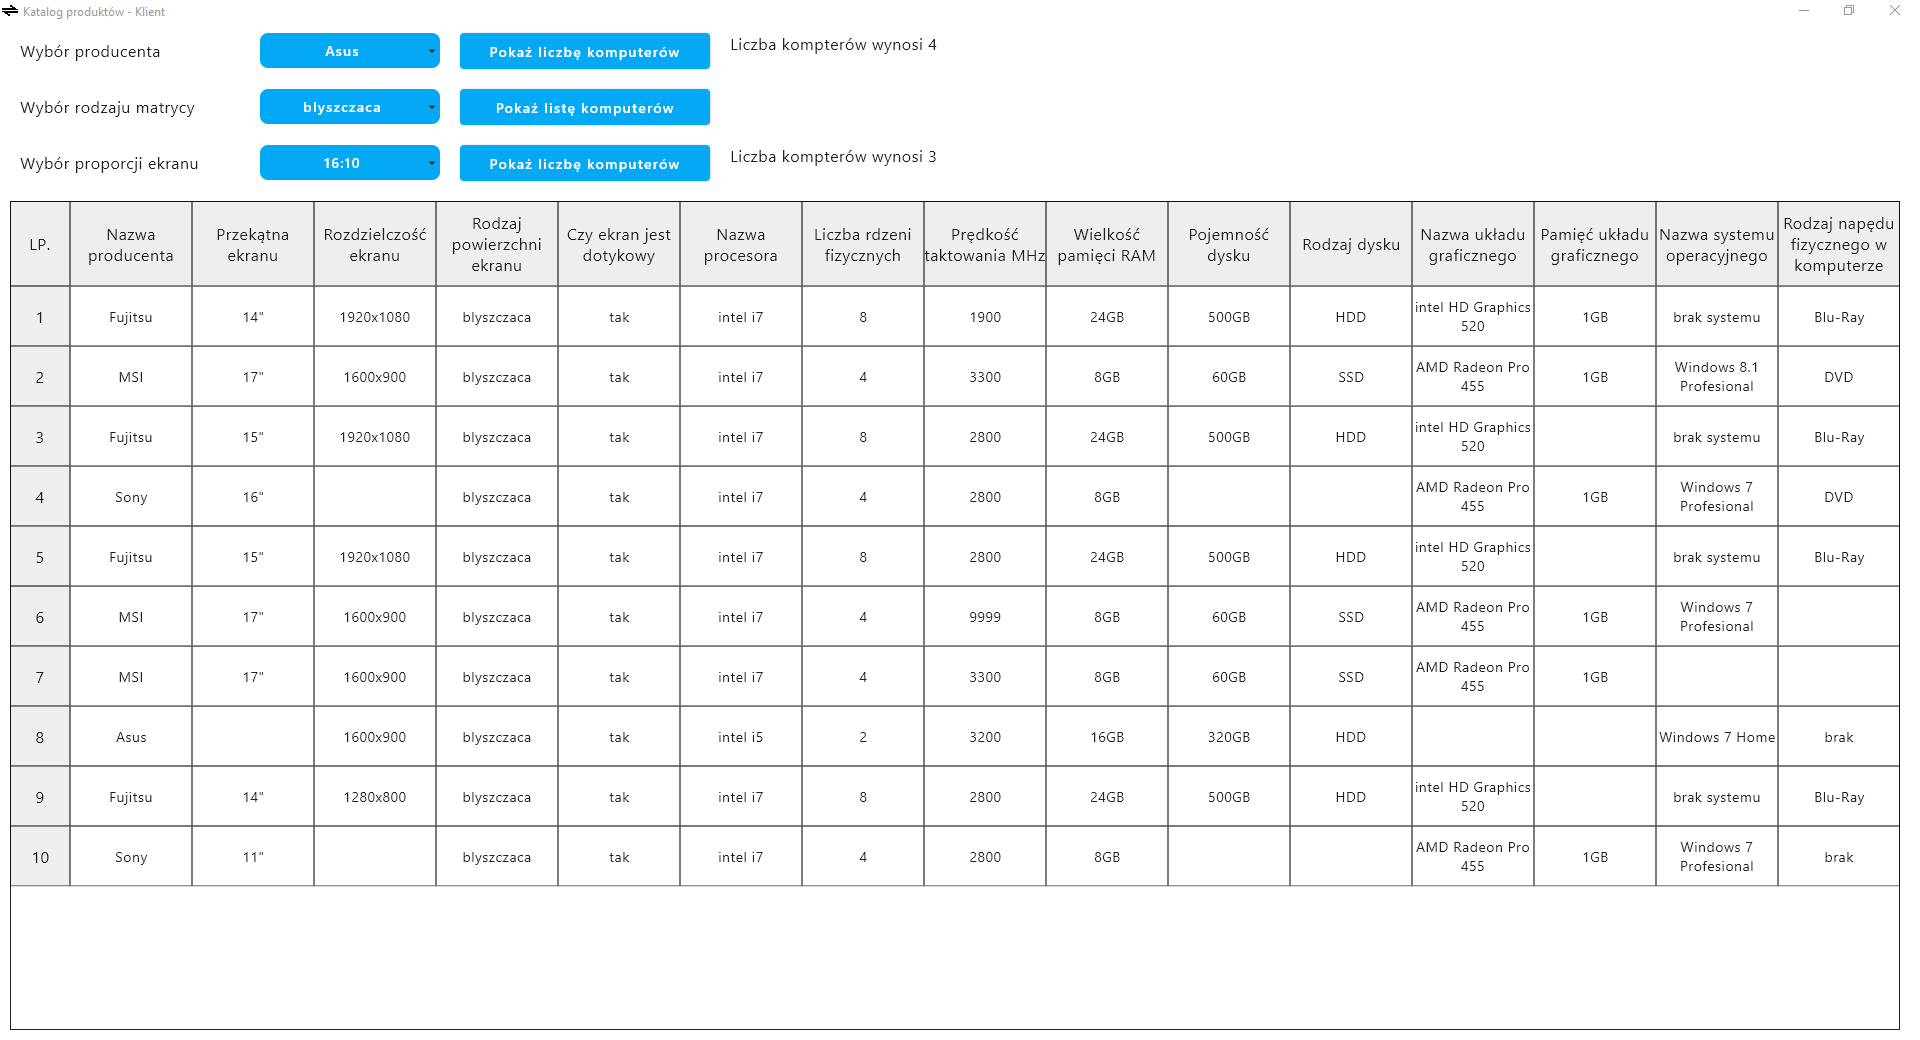 Katalog produktów - Klient
Wybór producenta Asus Pokaż liczbę komputerów Liczba kompterów wynosi 4
Wybór rodzaju matrycy blyszczaca Pokaż listę komputerów
Wybór proporcji ekranu 16:10 Pokaż liczbę komputerów Liczba kompterów wynosi 3
LP. Nazwa producenta Przekątna ekranu Rozdzielczość ekranu Rodzaj powierzchni ekranu Czy ekran jest dotykowy Nazwa procesora Liczba rdzeni fizycznych Prędkość taktowania MHz Wielkość pamięci RAM Pojemność dysku Rodzaj dysku Nazwa układu graficznego Pamięć układu graficznego Nazwa systemu operacyjnego Rodzaj napędu fizycznego w komputerze
1 Fujitsu 14" 1920x1080 blyszczaca tak intel i7 8 1900 24GB 500GB HDD intel HD Graphics 520 1GB brak systemu Blu-Ray
2 MSI 17" 1600x900 blyszczaca tak intel i7 4 3300 8GB 60GB SSD AMD Radeon Pro 455 1GB Windows 8.1 Profesional DVD
3 Fujitsu 15" 1920x1080 blyszczaca tak intel i7 8 2800 24GB 500GB HDD intel HD Graphics 520 brak systemu Blu-Ray
4 Sony 16" blyszczaca tak intel i7 4 2800 8GB AMD Radeon Pro 455 1GB Windows 7 Profesional DVD
5 Fujitsu 15" 1920x1080 blyszczaca tak intel i7 8 2800 24GB 500GB HDD intel HD Graphics 520 brak systemu Blu-Ray
6 MSI 17" 1600x900 blyszczaca tak intel i7 4 9999 8GB 60GB SSD AMD Radeon Pro 455 1GB Windows 7 Profesional
7 MSI 17" 1600x900 blyszczaca tak intel i7 4 3300 8GB 60GB SSD AMD Radeon Pro 455 1GB
8 Asus 1600x900 blyszczaca tak intel i5 2 3200 16GB 320GB HDD Windows 7 Home brak
9 Fujitsu 14" 1280x800 blyszczaca tak intel i7 8 2800 24GB 500GB HDD intel HD Graphics 520 brak systemu Blu-Ray
10 Sony 11" blyszczaca tak intel i7 4 2800 8GB AMD Radeon Pro 455 1GB Windows 7 Profesional brak